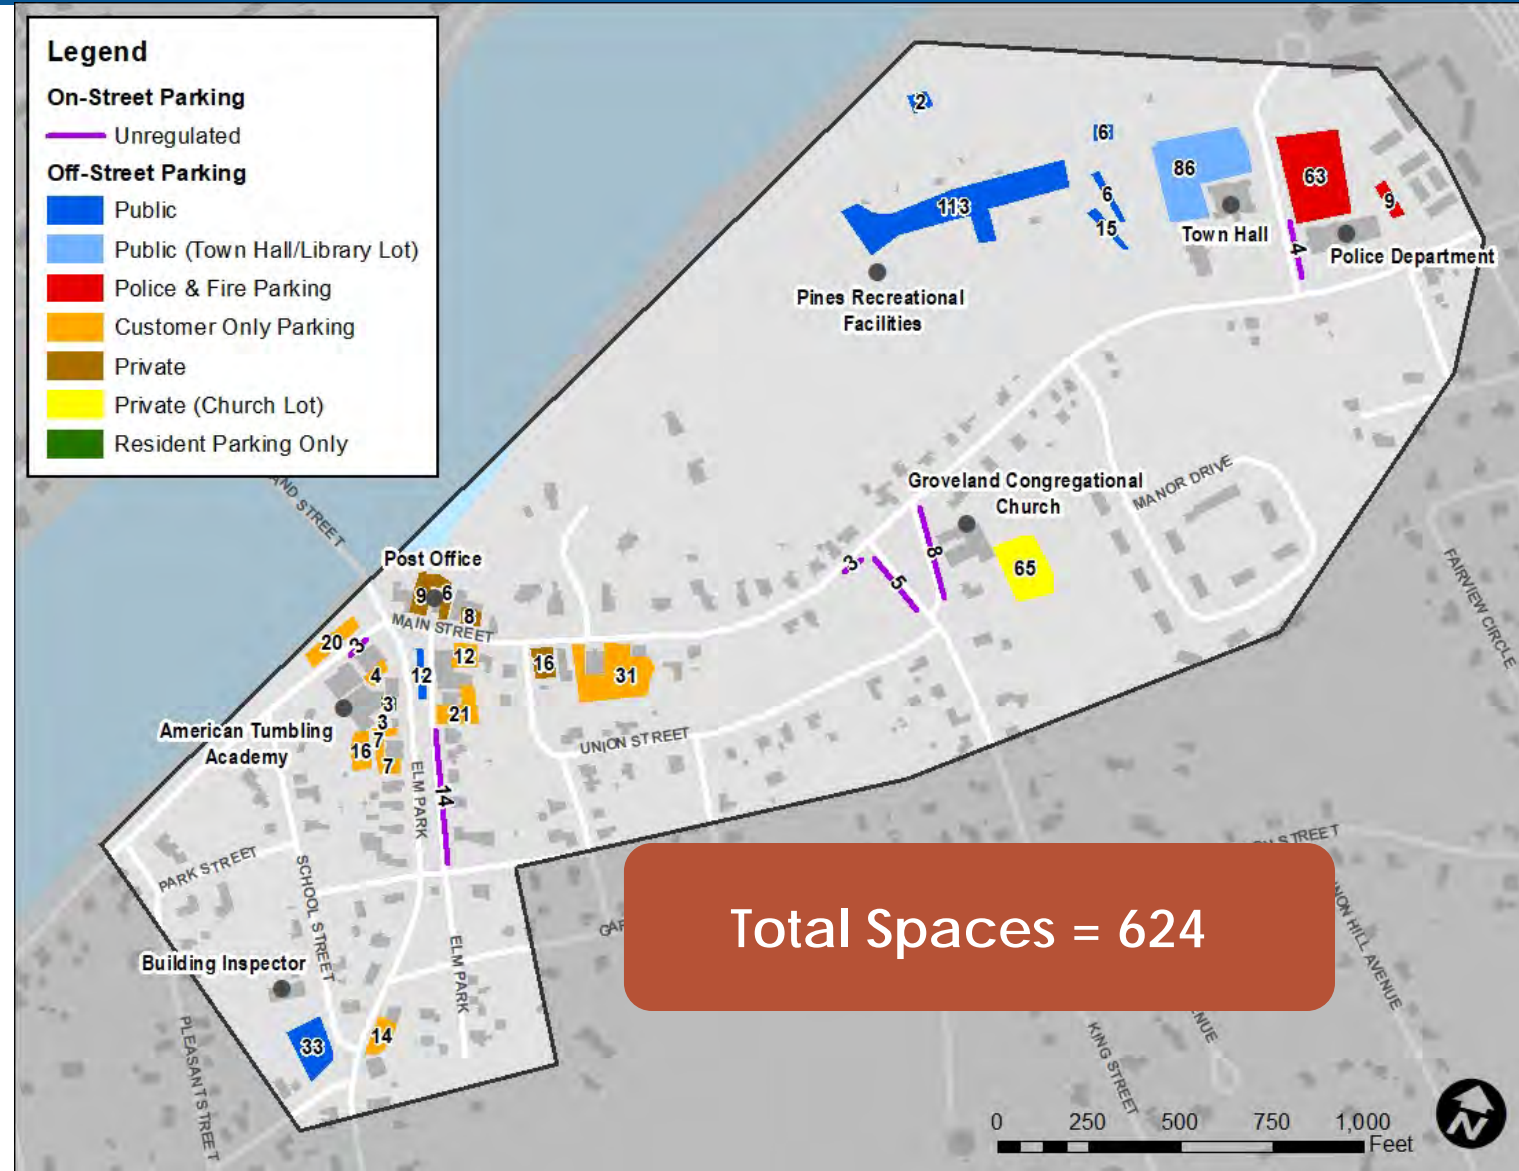 Legend
On-Street Parking
Unregulated
Off-Street Parking
Public
Public (Town Hall/Library Lot)
Police & Fire Parking
Customer Only Parking
Private
Private (Church Lot)
Resident Parking Only
2
6
86
63
9
113
6
15
Town Hall
4
Police Department
Pines Recreational
Facilities
Groveland Congregational
Church
MANOR DRIVE
FAIRVIEW CIRCLE
STREET
Post Office
3
5
8
65
9
6
8
MAIN STREET
20
3
4
12
12
16
31
3
3
21
7
16
7
American Tumbling
Academy
UNION STREET
ELM PARK
14
PARK STREET
SCHOOL STREET
STREET
HILL AVENUE
Total Spaces = 624
Building Inspector
ELM PARK
33
14
PLEASANT STREET
KING STREET
0 250 500 750 1,000
Feet
N